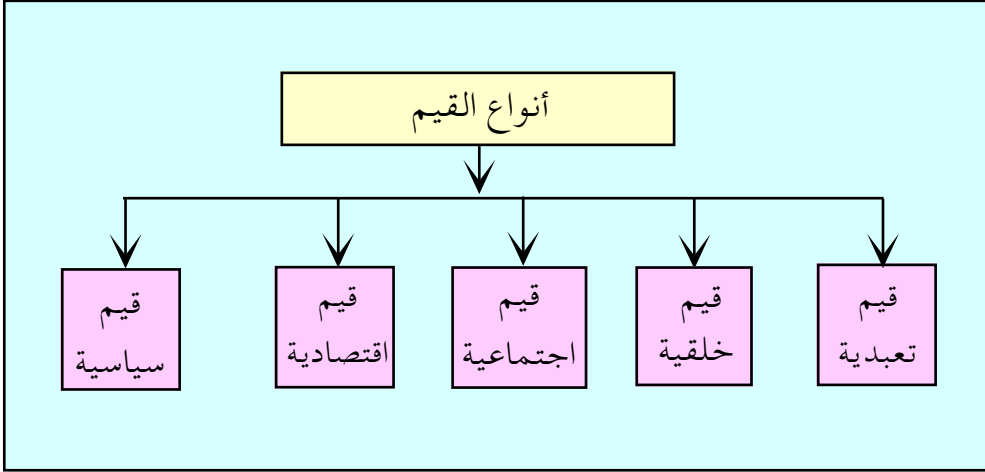 أنواع القيم
قيم
تعبدية
قيم
خلقية
قيم
اجتماعية
قيم
اقتصادية
قيم
سياسية